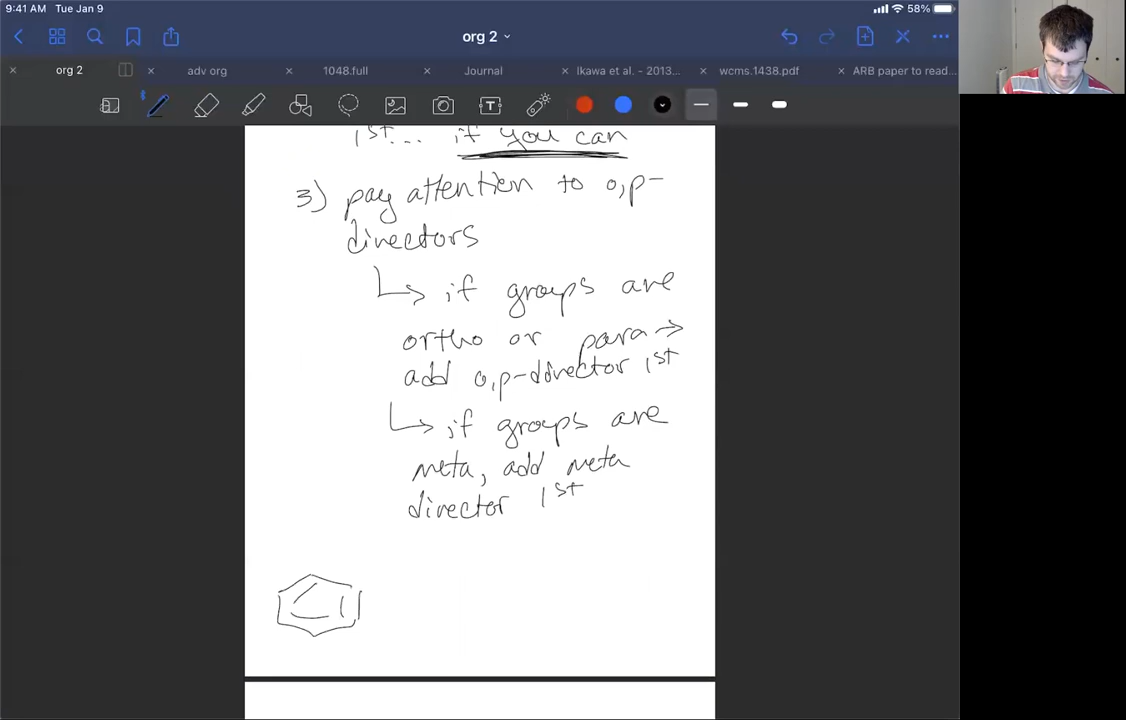 9:41 AM Tue Jan 9
58%
org 2
org 2
adv org
1048.full
Journal
Ikawa et al. - 2013...
wcms.1438.pdf
ARB paper to read...
1st... if you can
3) pay attention to o,p-
directors
↳ if groups are
ortho or para →
add o,p-director 1st
↳ if groups are
meta, add meta
director 1st